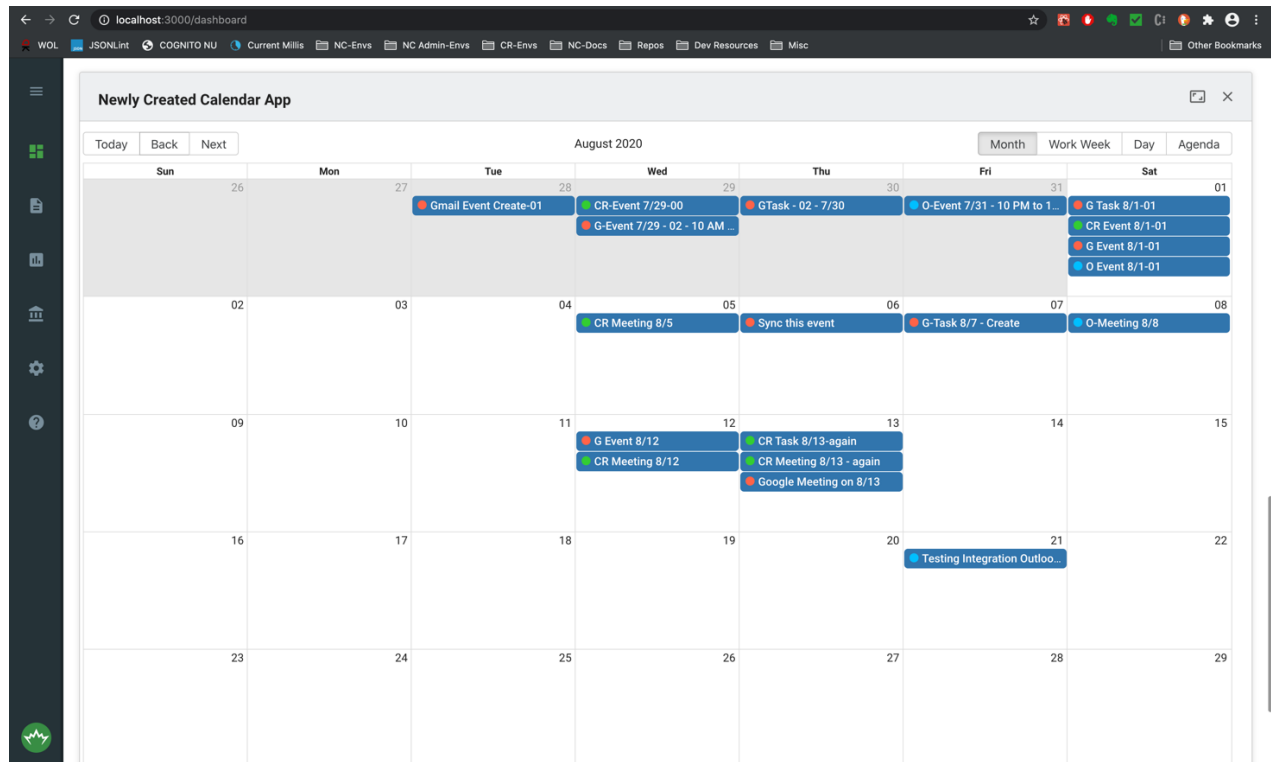 localhost:3000/dashboard
WOL JSONLint COGNITO NU Current Millis NC-Envs NC Admin-Envs CR-Envs NC-Docs Repos Dev Resources Misc Other Bookmarks
Newly Created Calendar App
Today Back Next August 2020 Month Work Week Day Agenda
Sun Mon Tue Wed Thu Fri Sat
26 27 28 29 30 31 01
Gmail Event Create-01 CR-Event 7/29-00 GTask - 02 - 7/30 O-Event 7/31 - 10 PM to 1... G Task 8/1-01
G-Event 7/29 - 02 - 10 AM ... CR Event 8/1-01
G Event 8/1-01
O Event 8/1-01
02 03 04 05 06 07 08
CR Meeting 8/5 Sync this event G-Task 8/7 - Create O-Meeting 8/8
09 10 11 12 13 14 15
G Event 8/12 CR Task 8/13-again
CR Meeting 8/12 CR Meeting 8/13 - again
Google Meeting on 8/13
16 17 18 19 20 21 22
Testing Integration Outloo...
23 24 25 26 27 28 29